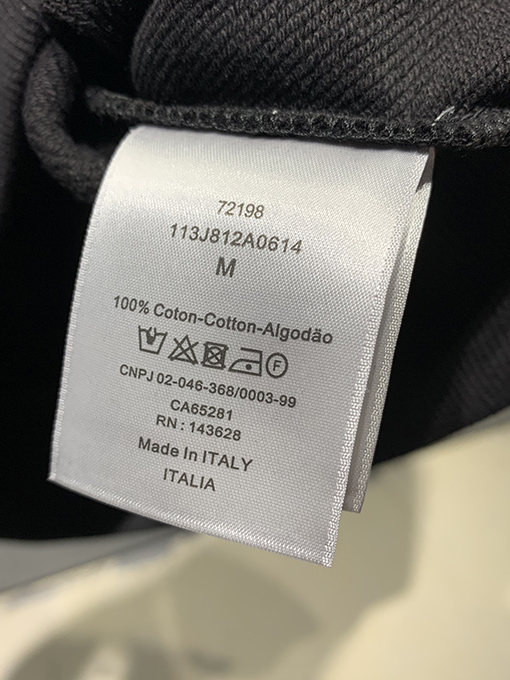 72198
113J812A0614
M
100% Coton-Cotton-Algodão
F
CNPJ 02-046-368/0003-99
CA65281
RN : 143628
Made In ITALY
ITALIA